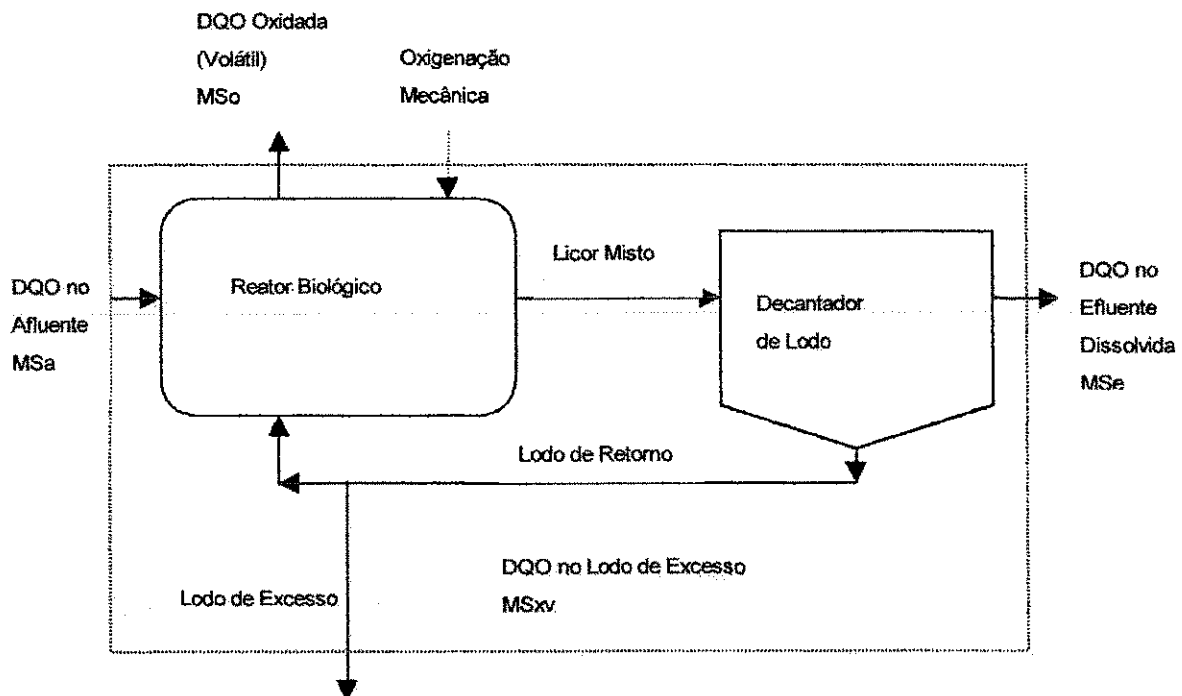 DQO Oxidada
(Volátil)
MSo
Oxigenação
Mecânica
DQO no
Afluente
MSa
Reator Biológico
Licor Misto
Decantador
de Lodo
DQO no
Efluente
Dissolvida
MSe
Lodo de Retorno
DQO no Lodo de Excesso
MSxv
Lodo de Excesso